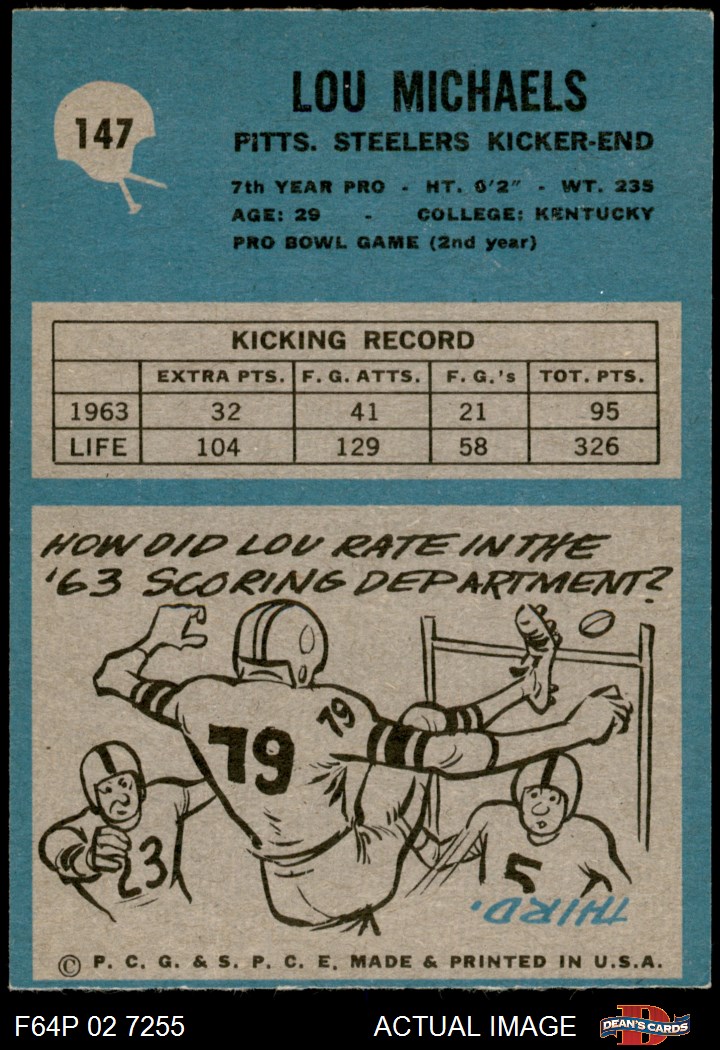 147
LOU MICHAELS
PITTS. STEELERS KICKER-END
7th YEAR PRO - HT. 6'2" - WT. 235
AGE: 29 - COLLEGE: KENTUCKY
PRO BOWL GAME (2nd year)
KICKING RECORD
EXTRA PTS. F. G. ATTS. F. G.'s TOT. PTS.
1963 32 41 21 95
LIFE 104 129 58 326
HOW DID LOU RATE IN THE
'63 SCORING DEPARTMENT?
79
79
23
5
THIRD.
© P. C. G. & S. P. C. E. MADE & PRINTED IN U.S.A.
F64P 02 7255 ACTUAL IMAGE D DEAN'S CARDS